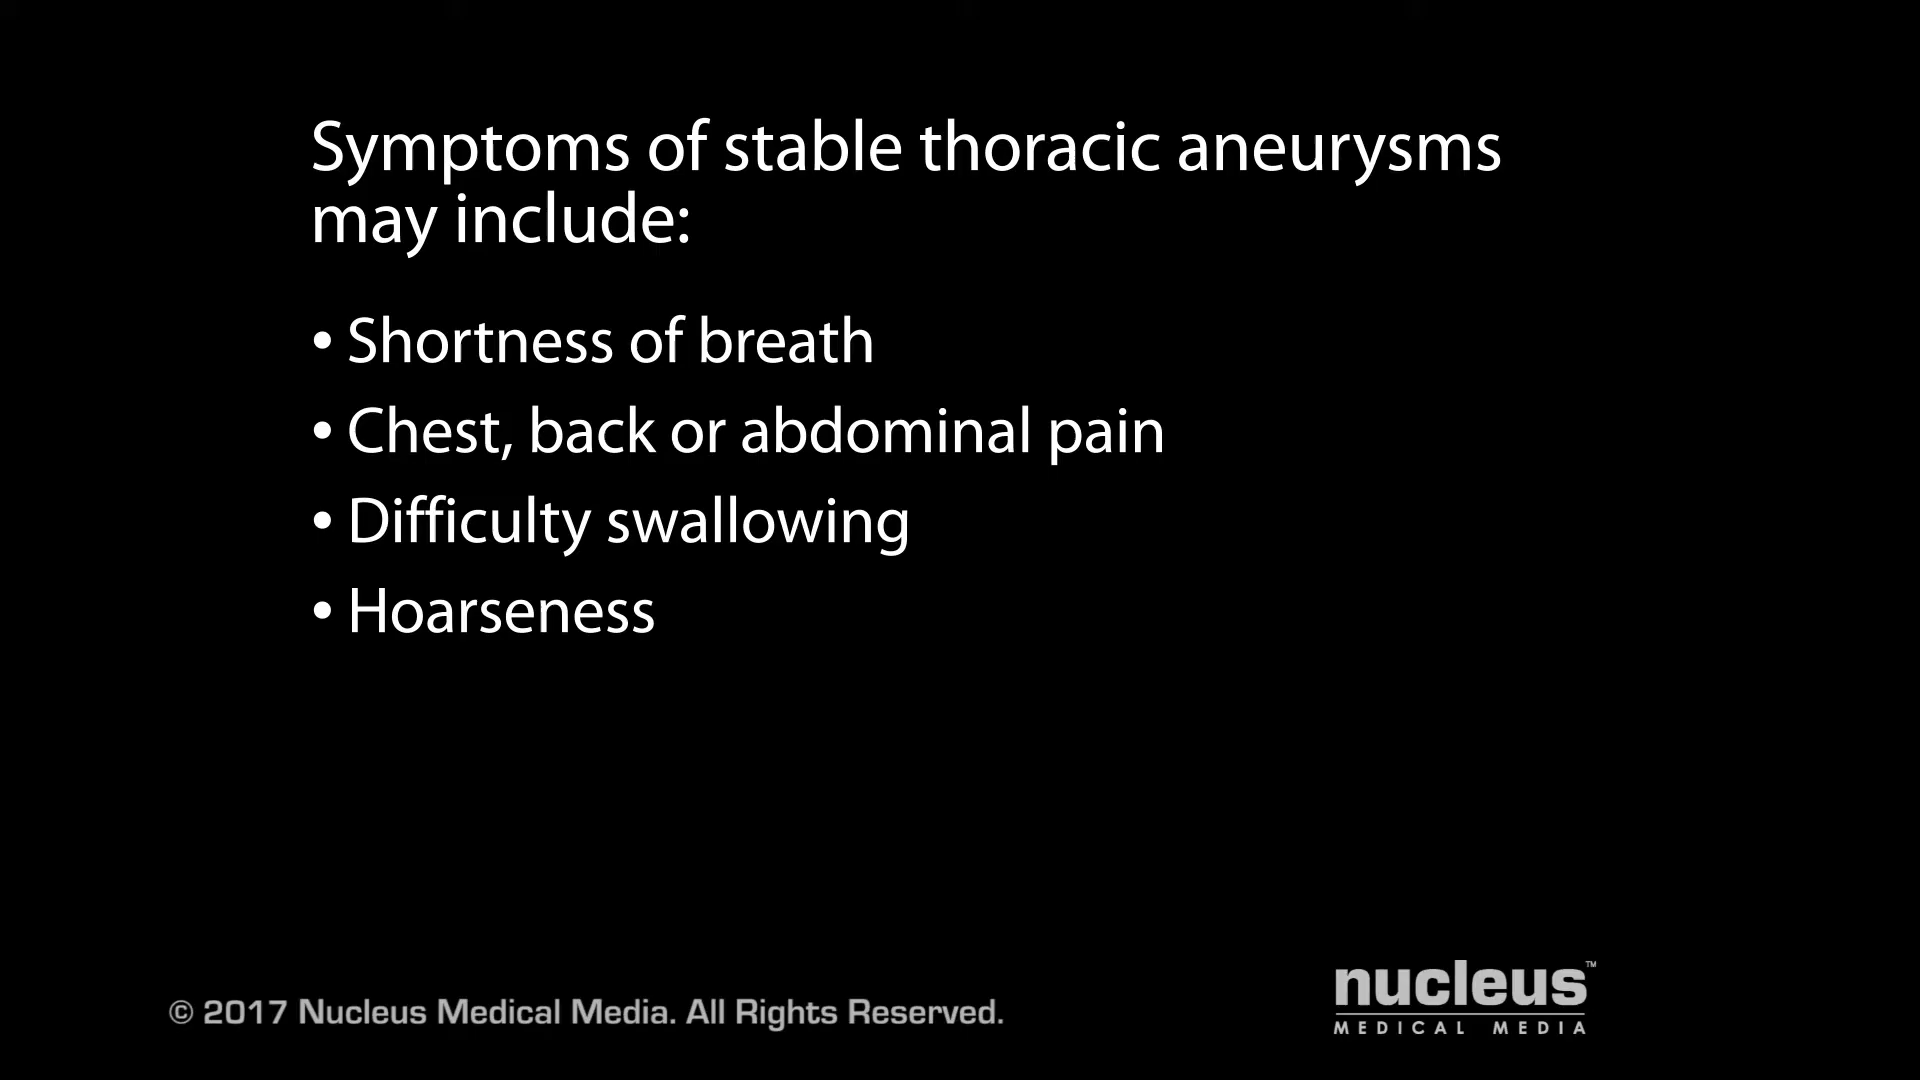 Symptoms of stable thoracic aneurysms
may include:
• Shortness of breath
• Chest, back or abdominal pain
• Difficulty swallowing
• Hoarseness
© 2017 Nucleus Medical Media. All Rights Reserved.
nucleus™
MEDICAL MEDIA